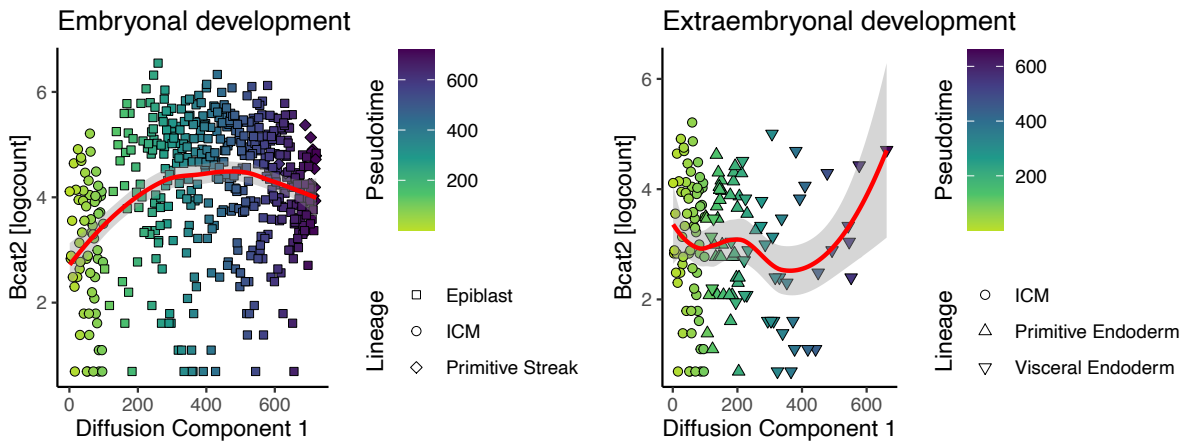 Embryonal development
Bcat2 [logcount]
6
4
2
0
200
400
600
Diffusion Component 1
Pseudotime
600
400
200
Lineage
Epiblast
ICM
Primitive Streak
Extraembryonal development
Bcat2 [logcount]
6
4
2
0
200
400
600
Diffusion Component 1
Pseudotime
600
400
200
Lineage
ICM
Primitive Endoderm
Visceral Endoderm